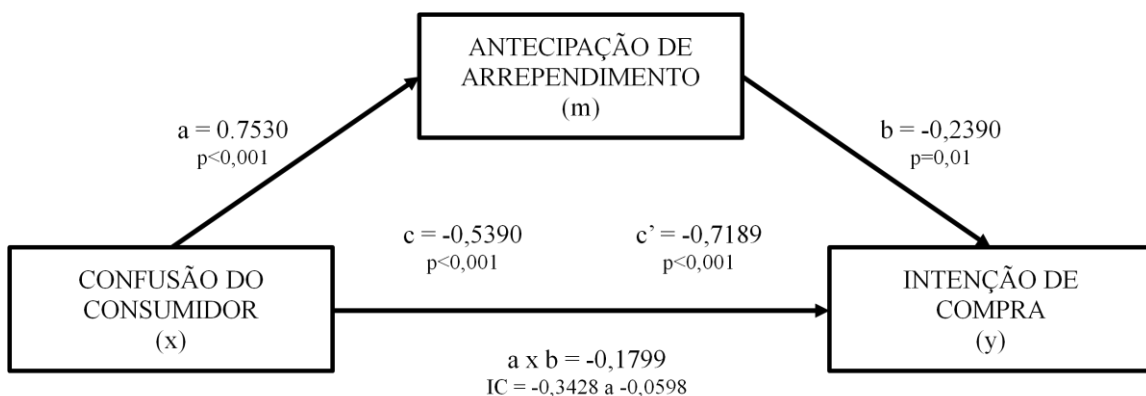 ANTECIPAÇÃO DE
ARREPENDIMENTO
(m)
a = 0.7530
p<0,001
b = -0,2390
p=0,01
c = -0,5390
p<0,001
c’ = -0,7189
p<0,001
CONFUSÃO DO
CONSUMIDOR
(x)
INTENÇÃO DE
COMPRA
(y)
a x b = -0,1799
IC = -0,3428 a -0,0598